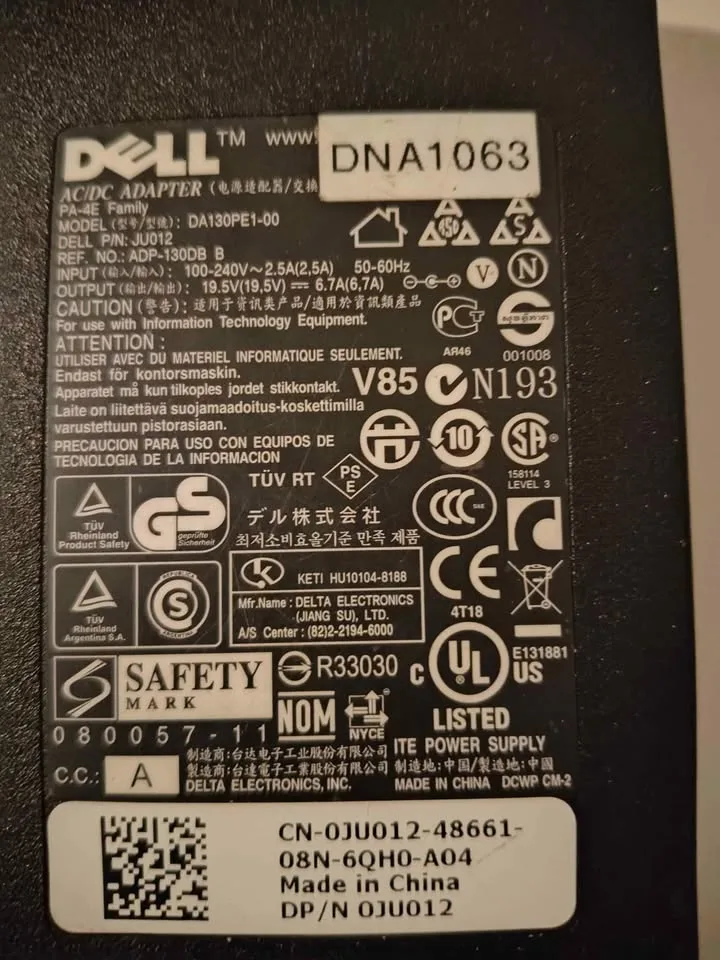 DELL™ www
DNA1063
AC/DC ADAPTER (电源适配器/交換
PA-4E Family
MODEL (型号/型號): DA130PE1-00
DELL P/N: JU012
REF. NO.: ADP-130DB B
INPUT (输入/輸入): 100-240V～2.5A(2,5A) 50-60Hz
OUTPUT (输出/輸出): 19.5V(19,5V) ⎓ 6.7A(6,7A)
V N
CAUTION (警告): 适用于资讯类产品/適用於資訊類產品
For use with Information Technology Equipment.
ATTENTION :
UTILISER AVEC DU MATERIEL INFORMATIQUE SEULEMENT.
Endast för kontorsmaskin.
Apparatet må kun tilkoples jordet stikkontakt.
Laite on liitettävä suojamaadoitus-koskettimilla
varustettuun pistorasiaan.
PRECAUCION PARA USO CON EQUIPOS DE
TECNOLOGIA DE LA INFORMACION
АЯ46
001008
V85 N193
10
158114
LEVEL 3
TÜV RT
PS
E
デル株式会社
최저소비효율기준 만족 제품
TÜV
Rheinland
Product Safety
GS
geprüfte
Sicherheit
CCC S&E
TÜV
Rheinland
Argentina S.A.
REPUBLICA
S
ARGENTINA
K KETI HU10104-8188
Mfr.Name : DELTA ELECTRONICS
(JIANG SU), LTD.
A/S Center : (82)2-2194-6000
CE
4T18
SAFETY
MARK
R33030
c UL US
E131881
LISTED
ITE POWER SUPPLY
NOM
NYCE
080057-11
C.C.: A
制造商:台达电子工业股份有限公司 制造地:中国/製造地:中國
製造商:台達電子工業股份有限公司
DELTA ELECTRONICS, INC. MADE IN CHINA DCWP CM-2
CN-0JU012-48661-
08N-6QH0-A04
Made in China
DP/N 0JU012